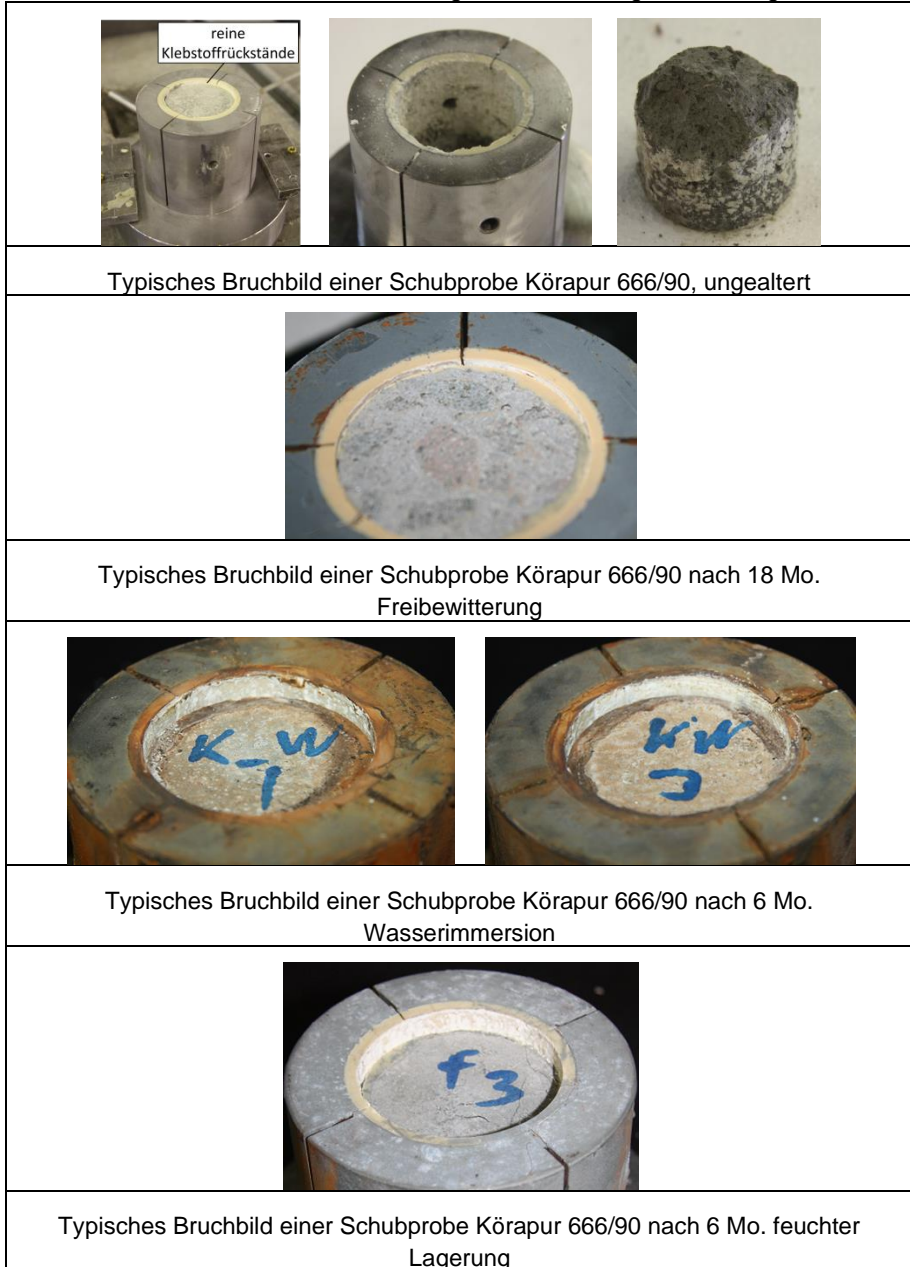 reine
Klebstoffrückstände
Typisches Bruchbild einer Schubprobe Körapur 666/90, ungealtert
Typisches Bruchbild einer Schubprobe Körapur 666/90 nach 18 Mo.
Freibewitterung
K-W
1
KW
Typisches Bruchbild einer Schubprobe Körapur 666/90 nach 6 Mo.
Wasserimmersion
f 3
Typisches Bruchbild einer Schubprobe Körapur 666/90 nach 6 Mo. feuchter
Lagerung